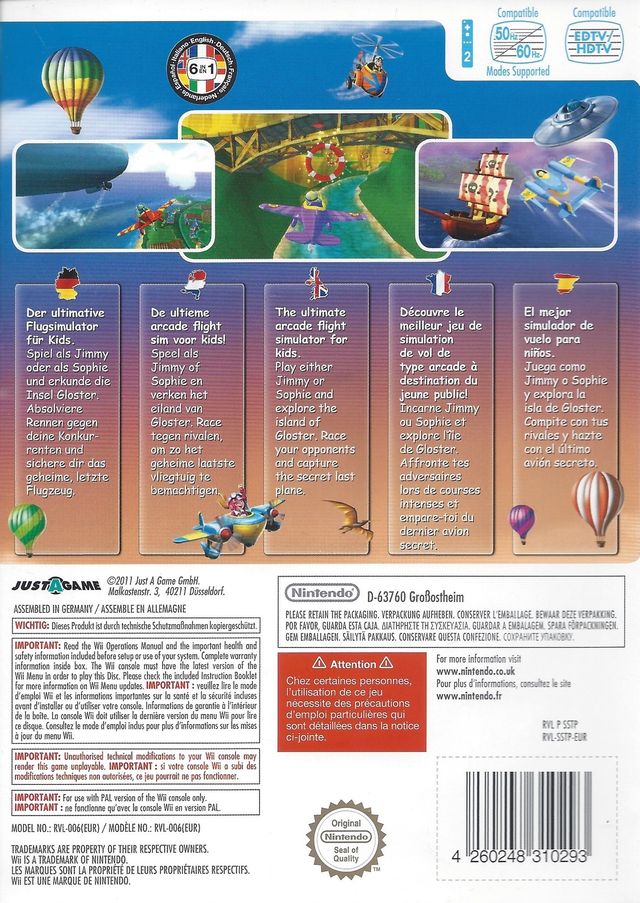 Compatible
Compatible
2
50Hz
60Hz
EDTV/
HDTV
Modes Supported
Español·Italiano·English·Deutsch·Français·Nederlands
6 IN 1
EN
Der ultimative
Flugsimulator
für Kids.
Spiel als Jimmy
oder als Sophie
und erkunde die
Insel Gloster.
Absolviere
Rennen gegen
deine Konkur-
renten und
sichere dir das
geheime, letzte
Flugzeug.
De ultieme
arcade flight
sim voor kids!
Speel als
Jimmy of
Sophie en
verken het
eiland van
Gloster. Race
tegen rivalen,
om zo het
geheime laatste
vliegtuig te
bemachtigen.
The ultimate
arcade flight
simulator for
kids.
Play either
Jimmy or
Sophie and
explore the
island of
Gloster. Race
your opponents
and capture
the secret last
plane.
Découvre le
meilleur jeu de
simulation
de vol de
type arcade à
destination du
jeune public!
Incarne Jimmy
ou Sophie et
explore l'île
de Gloster.
Affronte tes
adversaires
lors de courses
intenses et
empare-toi du
dernier avion
secret.
El mejor
simulador de
vuelo para
niños.
Juega como
Jimmy o Sophie
y explora la
isla de Gloster.
Compite con tus
rivales y hazte
con el último
avión secreto.
JUST A GAME
©2011 Just A Game GmbH.
Malkastenstr. 3, 40211 Düsseldorf.
ASSEMBLED IN GERMANY / ASSEMBLE EN ALLEMAGNE
WICHTIG: Dieses Produkt ist durch technische Schutzmaßnahmen kopiergeschützt.
IMPORTANT: Read the Wii Operations Manual and the important health and
safety information included before setup or use of your system. Complete warranty
information inside box. The Wii console must have the latest version of the
Wii Menu in order to play this Disc. Please check the included Instruction Booklet
for more information on Wii Menu updates. IMPORTANT : veuillez lire le mode
d'emploi Wii et les informations importantes sur la santé et la sécurité incluses
avant d'installer ou d'utiliser votre console. Informations de garantie à l'intérieur
de la boîte. La console Wii doit utiliser la dernière version du menu Wii pour lire
ce disque. Consultez le mode d'emploi inclus pour plus d'informations sur les mises
à jour du menu Wii.
IMPORTANT: Unauthorised technical modifications to your Wii console may
render this game unplayable. IMPORTANT : si votre console Wii a subi des
modifications techniques non autorisées, ce jeu pourrait ne pas fonctionner.
IMPORTANT: For use with PAL version of the Wii console only.
IMPORTANT : ne fonctionne qu'avec la console Wii en version PAL.
MODEL NO.: RVL-006(EUR) / MODÈLE NO.: RVL-006(EUR)
TRADEMARKS ARE PROPERTY OF THEIR RESPECTIVE OWNERS.
Wii IS A TRADEMARK OF NINTENDO.
LES MARQUES SONT LA PROPRIÉTÉ DE LEURS PROPRIÉTAIRES RESPECTIFS.
Wii EST UNE MARQUE DE NINTENDO.
Nintendo D-63760 Großostheim
PLEASE RETAIN THE PACKAGING. VERPACKUNG AUFHEBEN. CONSERVER L'EMBALLAGE. BEWAAR DEZE VERPAKKING.
POR FAVOR, GUARDA ESTA CAJA. ΔΙΑΤΗΡΗΣΤΕ ΤΗ ΣΥΣΚΕΥΑΣΙΑ. GUARDAR A EMBALAGEM. SPARA FÖRPACKNINGEN.
GEM EMBALLAGEN. SÄILYTÄ PAKKAUS. CONSERVARE QUESTA CONFEZIONE. СОХРАНИТЕ УПАКОВКУ.
Attention
Chez certaines personnes,
l'utilisation de ce jeu
nécessite des précautions
d'emploi particulières qui
sont détaillées dans la notice
ci-jointe.
For more information visit
www.nintendo.co.uk
Pour plus d'informations, consultez le site
www.nintendo.fr
RVL P SSTP
RVL-SSTP-EUR
Original
Nintendo
Seal of
Quality
TM
4 260248 310293